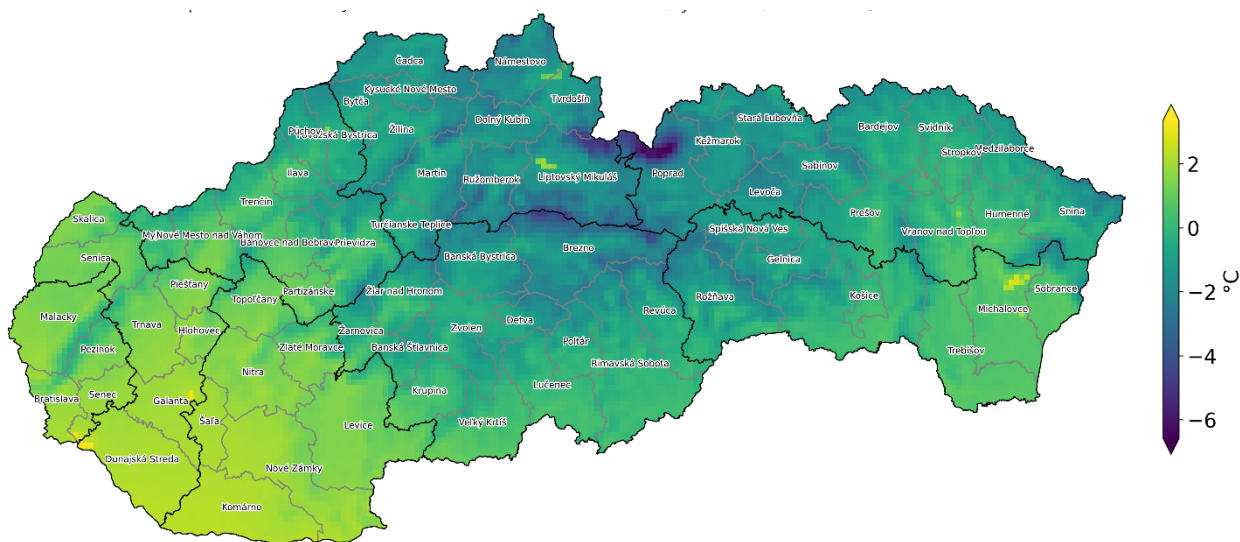 Čadca
Námestovo
Kysucké Nové Mesto
Bytča
Tvrdošín
Dolný Kubín
Stará Ľubovňa
Púchov
Považská Bystrica
Žilina
Kežmarok
Bardejov
Svidník
Stropkov
Medzilaborce
Ilava
Martin
Ružomberok
Liptovský Mikuláš
Poprad
Sabinov
Levoča
Trenčín
Prešov
Humenné
Snina
Skalica
Turčianske Teplice
My
Nové Mesto nad Váhom
Bánovce nad Bebrav
Prievidza
Spišská Nová Ves
Vranov nad Topľou
Senica
Banská Bystrica
Brezno
Gelnica
Piešťany
Topoľčany
Partizánske
Žiar nad Hronom
Rožňava
Košice
Michalovce
Sobrance
Malacky
Trnava
Hlohovec
Žarnovica
Zvolen
Detva
Revúca
Pezinok
Zlaté Moravce
Banská Štiavnica
Poltár
Trebišov
Nitra
Rimavská Sobota
Bratislava
Senec
Galanta
Krupina
Lučenec
Šaľa
Levice
Veľký Krtíš
Dunajská Streda
Nové Zámky
Komárno
2
0
−2
−4
−6
°C